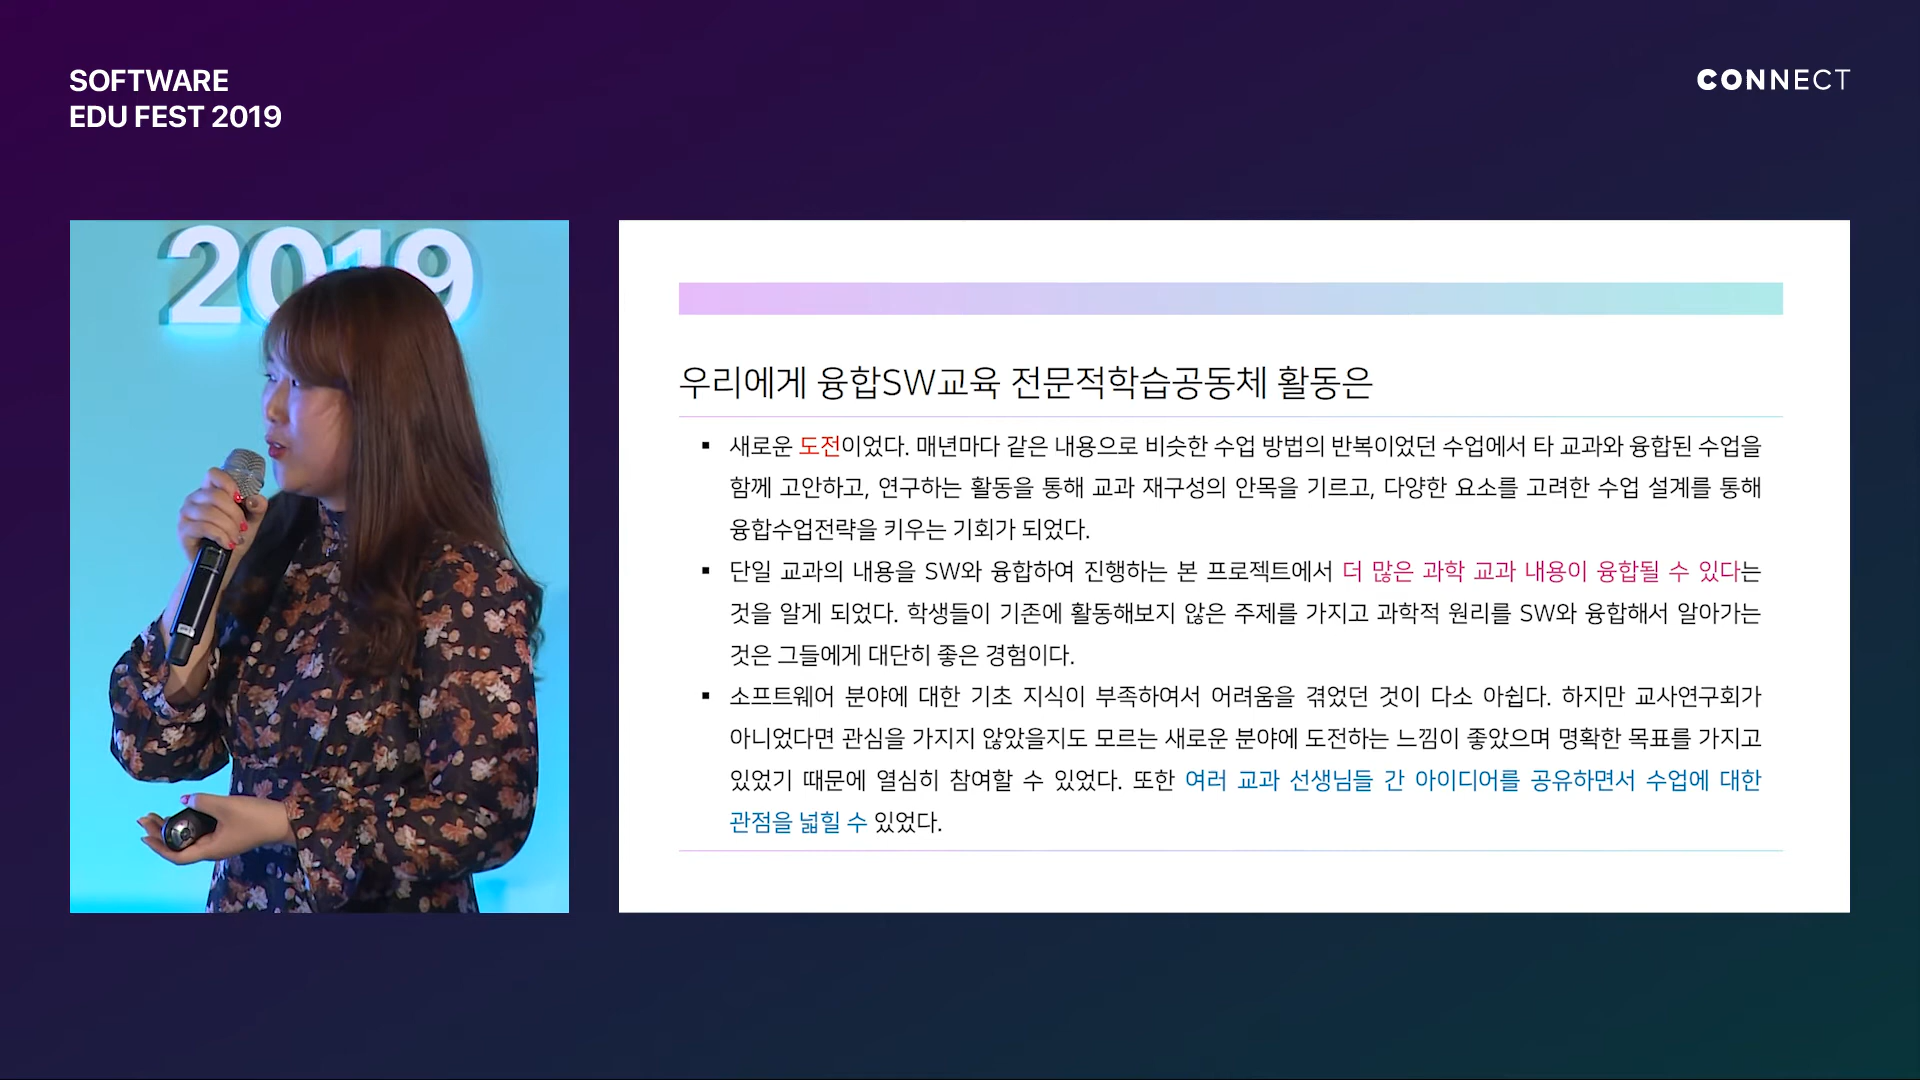 SOFTWARE
EDU FEST 2019
CONNECT
2019
우리에게 융합SW교육 전문적학습공동체 활동은
▪ 새로운 도전이었다. 매년마다 같은 내용으로 비슷한 수업 방법의 반복이었던 수업에서 타 교과와 융합된 수업을
함께 고안하고, 연구하는 활동을 통해 교과 재구성의 안목을 기르고, 다양한 요소를 고려한 수업 설계를 통해
융합수업전략을 키우는 기회가 되었다.
▪ 단일 교과의 내용을 SW와 융합하여 진행하는 본 프로젝트에서 더 많은 과학 교과 내용이 융합될 수 있다는
것을 알게 되었다. 학생들이 기존에 활동해보지 않은 주제를 가지고 과학적 원리를 SW와 융합해서 알아가는
것은 그들에게 대단히 좋은 경험이다.
▪ 소프트웨어 분야에 대한 기초 지식이 부족하여서 어려움을 겪었던 것이 다소 아쉽다. 하지만 교사연구회가
아니었다면 관심을 가지지 않았을지도 모르는 새로운 분야에 도전하는 느낌이 좋았으며 명확한 목표를 가지고
있었기 때문에 열심히 참여할 수 있었다. 또한 여러 교과 선생님들 간 아이디어를 공유하면서 수업에 대한
관점을 넓힐 수 있었다.